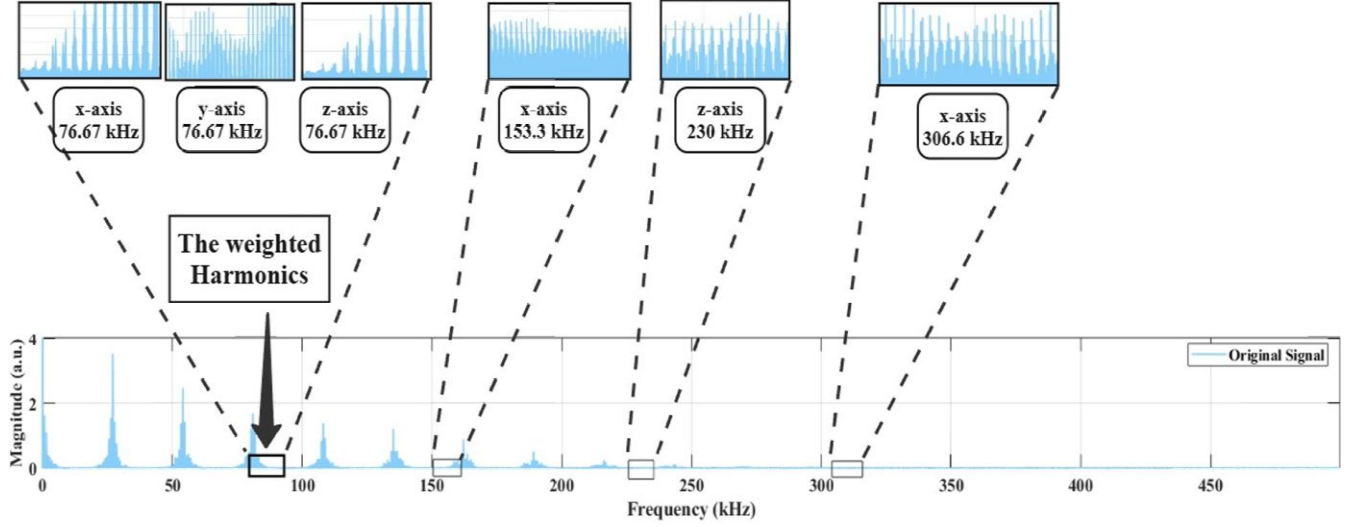 x-axis
76.67 kHz
y-axis
76.67 kHz
z-axis
76.67 kHz
x-axis
153.3 kHz
z-axis
230 kHz
x-axis
306.6 kHz
The weighted
Harmonics
Original Signal
Magnitude (a.u.)
4
2
0
0
50
100
150
200
250
300
350
400
450
Frequency (kHz)